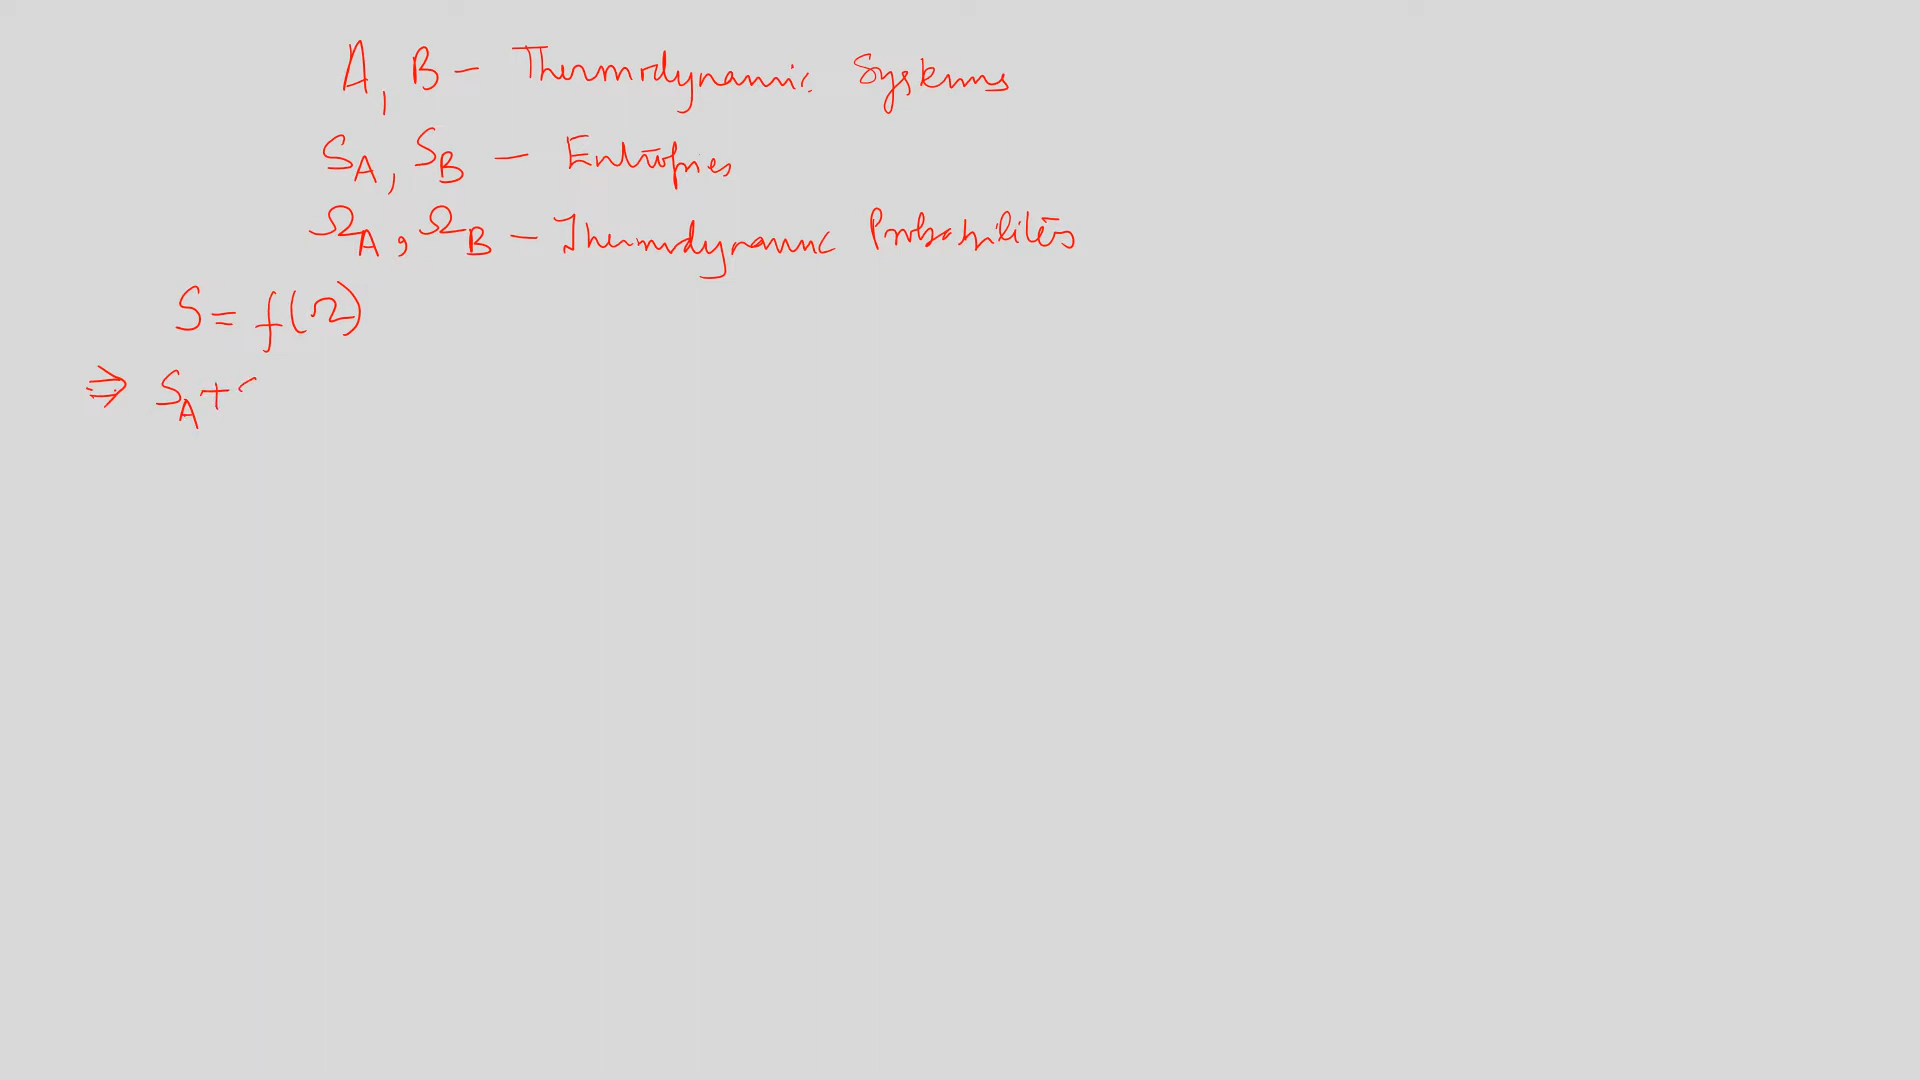 A, B - Thermodynamic Systems
S_A, S_B - Entropies
Ω_A, Ω_B - Thermodynamic Probabilities
S = f(Ω)
⇒ S_A +